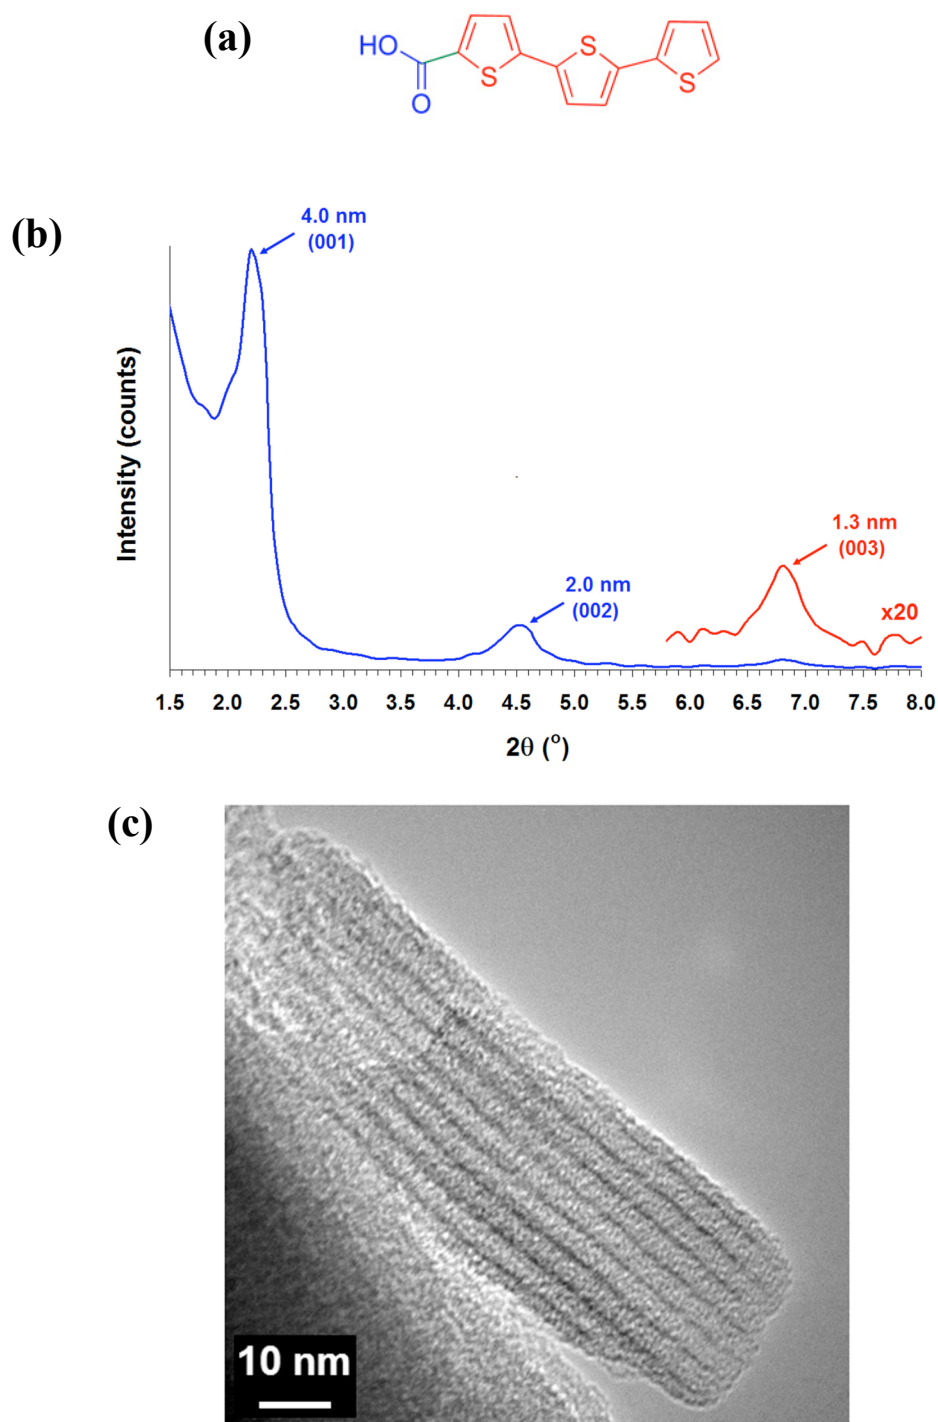 (a)
HO
O
S
S
S
(b)
4.0 nm
(001)
Intensity (counts)
2.0 nm
(002)
1.3 nm
(003)
x20
1.5 2.0 2.5 3.0 3.5 4.0 4.5 5.0 5.5 6.0 6.5 7.0 7.5 8.0
2θ (°)
(c)
10 nm